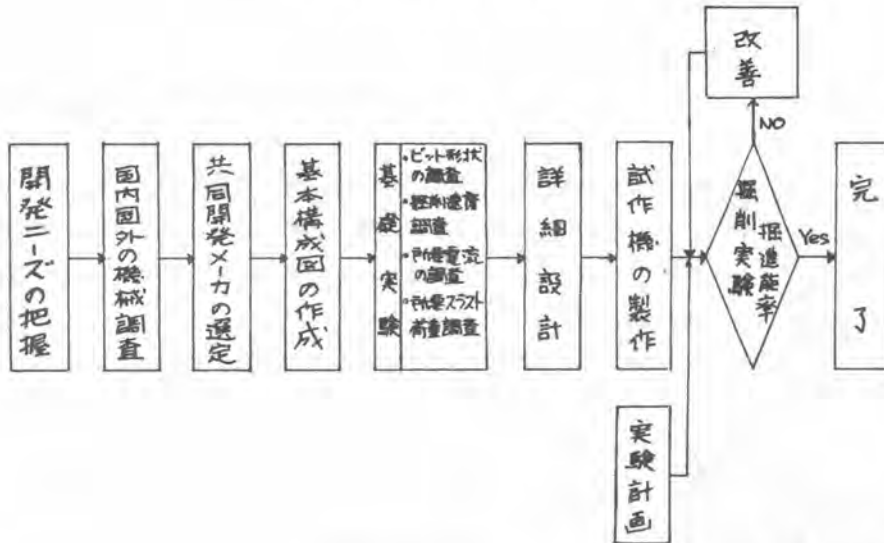 開発ニーズの把握
国内国外の機械調査
共同開発メーカの選定
基本構成図の作成
基礎実験
・ビット形状
の調査
・掘削速度
調査
・所要電流
の調査
・所要スラスト
荷重調査
詳細設計
試作機の製作
実験計画
掘進能率
掘削実験
NO
改善
Yes
完了